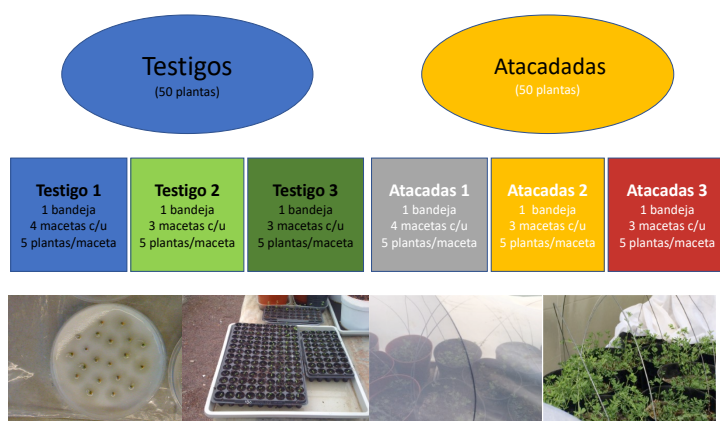 Testigos
(50 plantas)
Atacadadas
(50 plantas)
Testigo 1
1 bandeja
4 macetas c/u
5 plantas/maceta
Testigo 2
1 bandeja
3 macetas c/u
5 plantas/maceta
Testigo 3
1 bandeja
3 macetas c/u
5 plantas/maceta
Atacadas 1
1 bandeja
4 macetas c/u
5 plantas/maceta
Atacadas 2
1 bandeja
3 macetas c/u
5 plantas/maceta
Atacadas 3
1 bandeja
3 macetas c/u
5 plantas/maceta